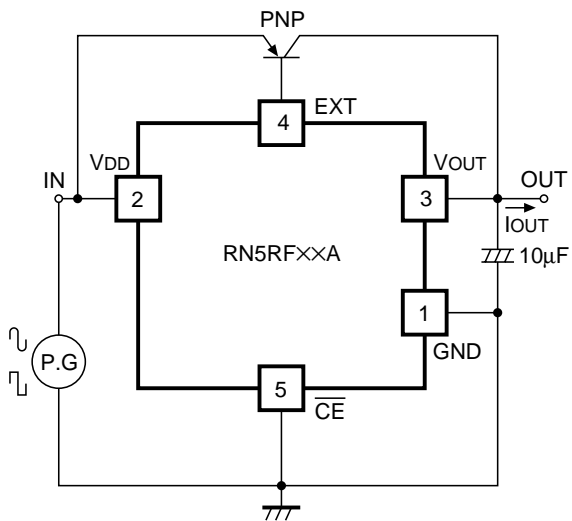 PNP
4
EXT
VDD
VOUT
IN
2
3
OUT
IOUT
RN5RF××A
10µF
1
GND
P.G
5
CE